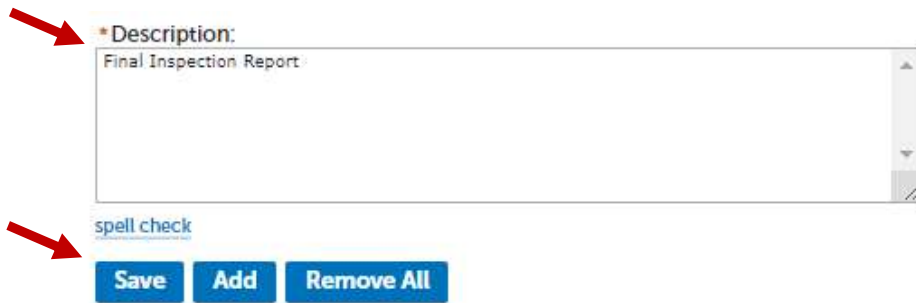 *Description:
Final Inspection Report
spell check
Save Add Remove All